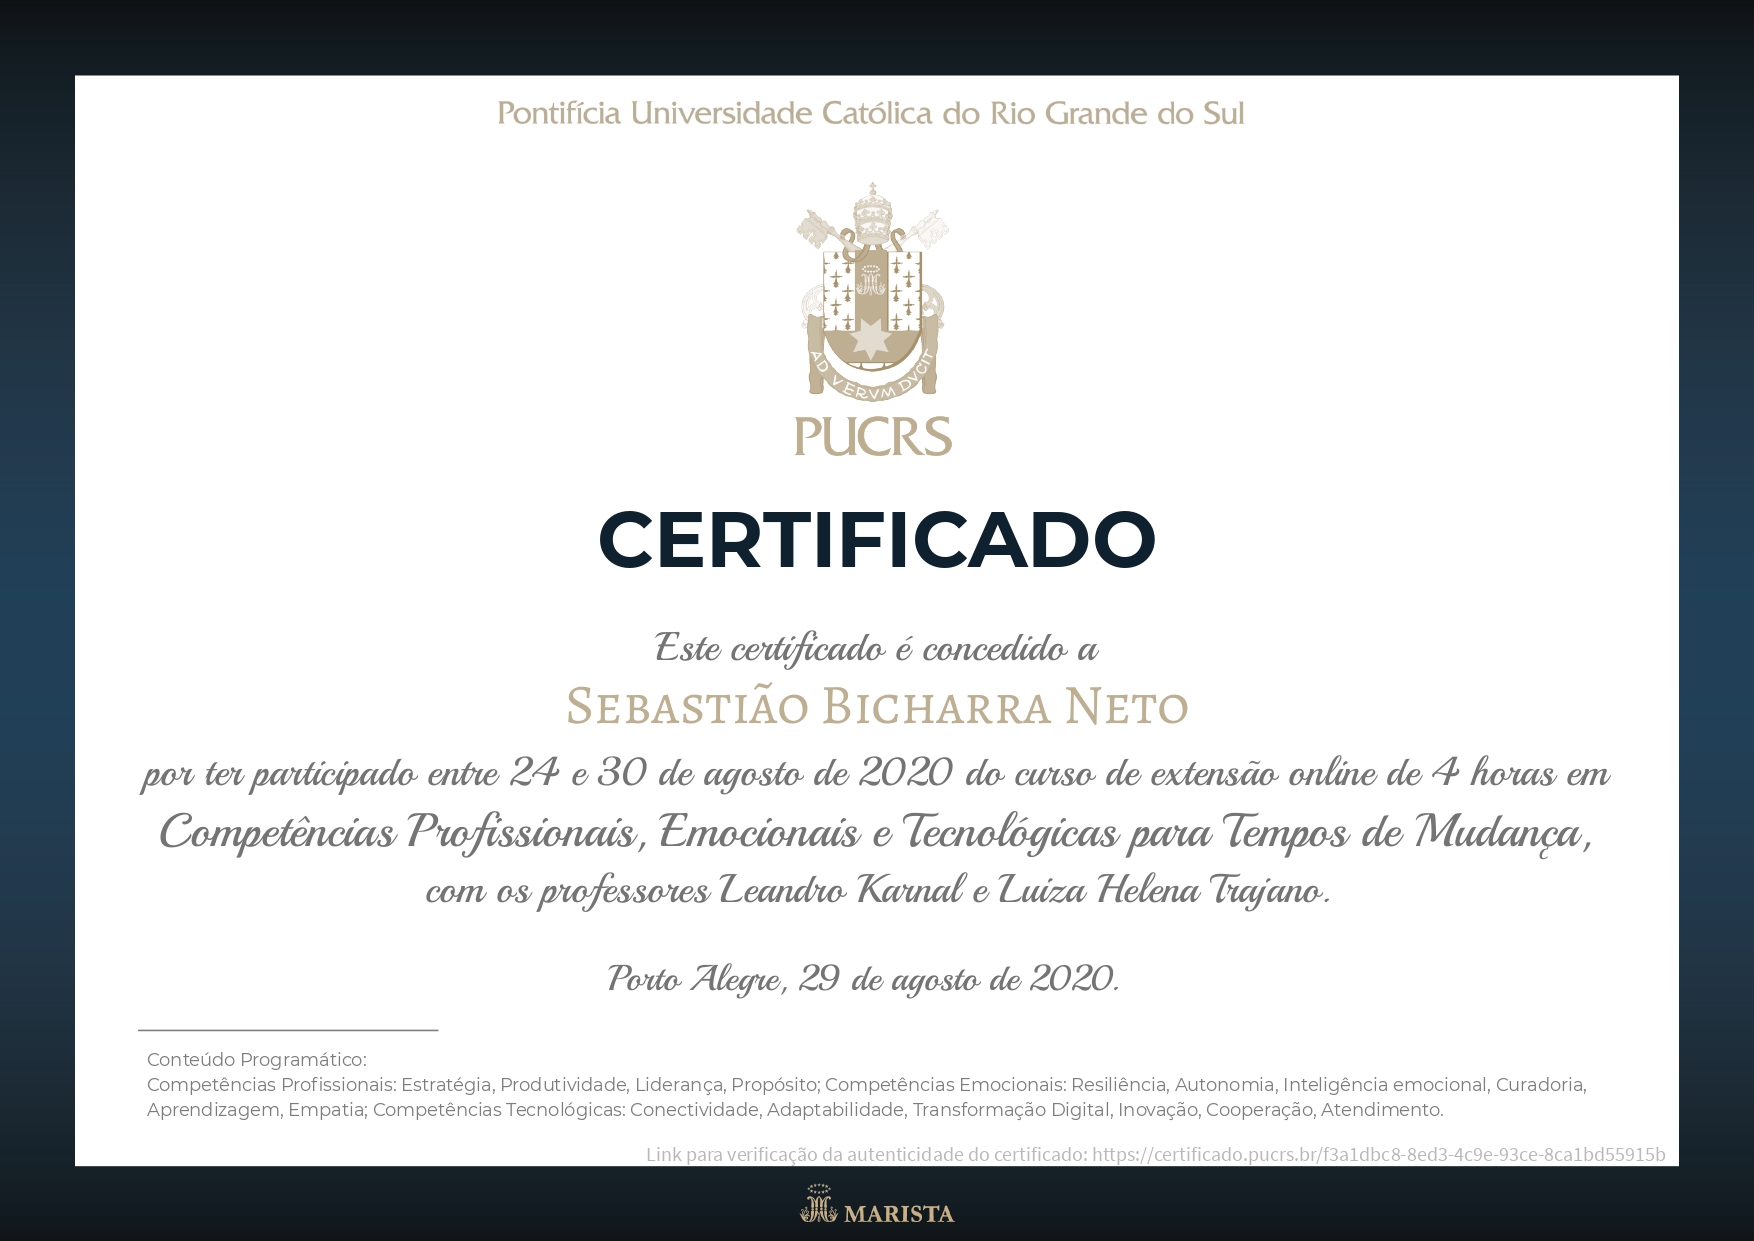 Pontifícia Universidade Católica do Rio Grande do Sul
AD VERVM DVCIT
PUCRS
CERTIFICADO
Este certificado é concedido a
Sebastião Bicharra Neto
por ter participado entre 24 e 30 de agosto de 2020 do curso de extensão online de 4 horas em
Competências Profissionais, Emocionais e Tecnológicas para Tempos de Mudança,
com os professores Leandro Karnal e Luiza Helena Trajano.
Porto Alegre, 29 de agosto de 2020.
Conteúdo Programático:
Competências Profissionais: Estratégia, Produtividade, Liderança, Propósito; Competências Emocionais: Resiliência, Autonomia, Inteligência emocional, Curadoria,
Aprendizagem, Empatia; Competências Tecnológicas: Conectividade, Adaptabilidade, Transformação Digital, Inovação, Cooperação, Atendimento.
Link para verificação da autenticidade do certificado: https://certificado.pucrs.br/f3a1dbc8-8ed3-4c9e-93ce-8ca1bd55915b
MARISTA